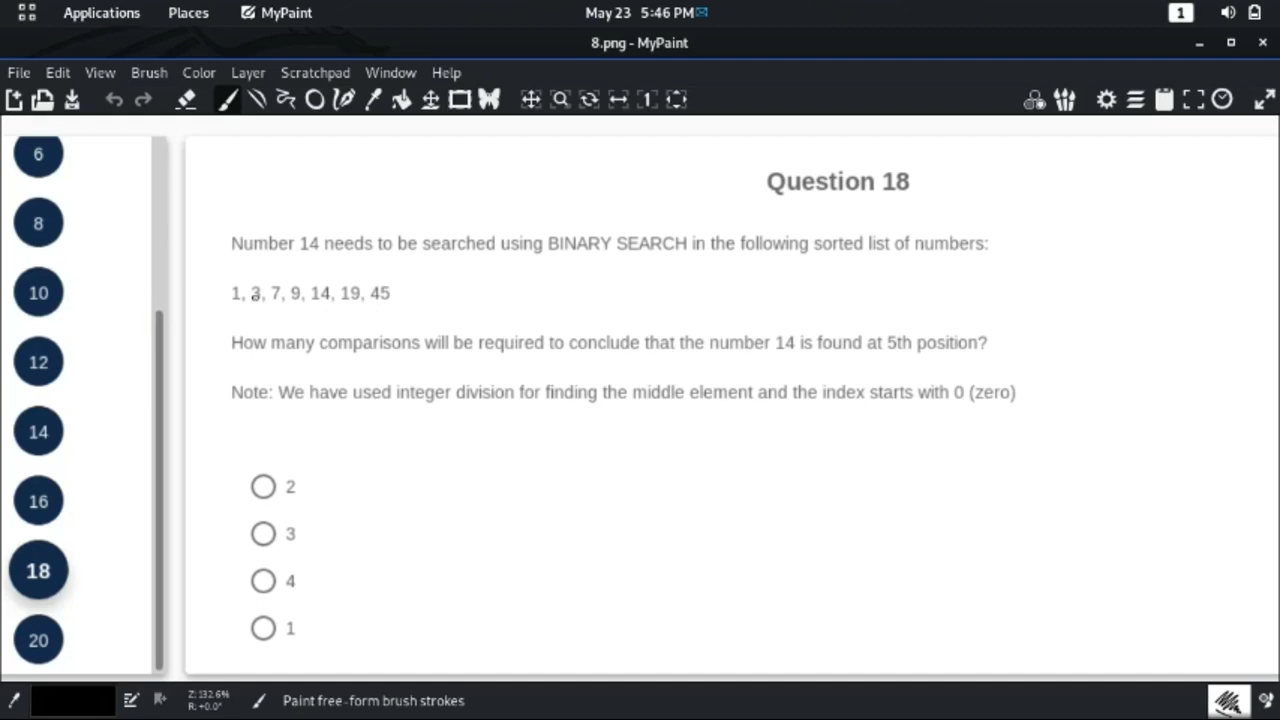 Applications Places MyPaint May 23 5:46 PM 1
8.png - MyPaint
File Edit View Brush Color Layer Scratchpad Window Help
1
6
8
10
12
14
16
18
20
Question 18
Number 14 needs to be searched using BINARY SEARCH in the following sorted list of numbers:
1, 3, 7, 9, 14, 19, 45
How many comparisons will be required to conclude that the number 14 is found at 5th position?
Note: We have used integer division for finding the middle element and the index starts with 0 (zero)
2
3
4
1
Z: 132.6%
R: +0.0°
Paint free-form brush strokes